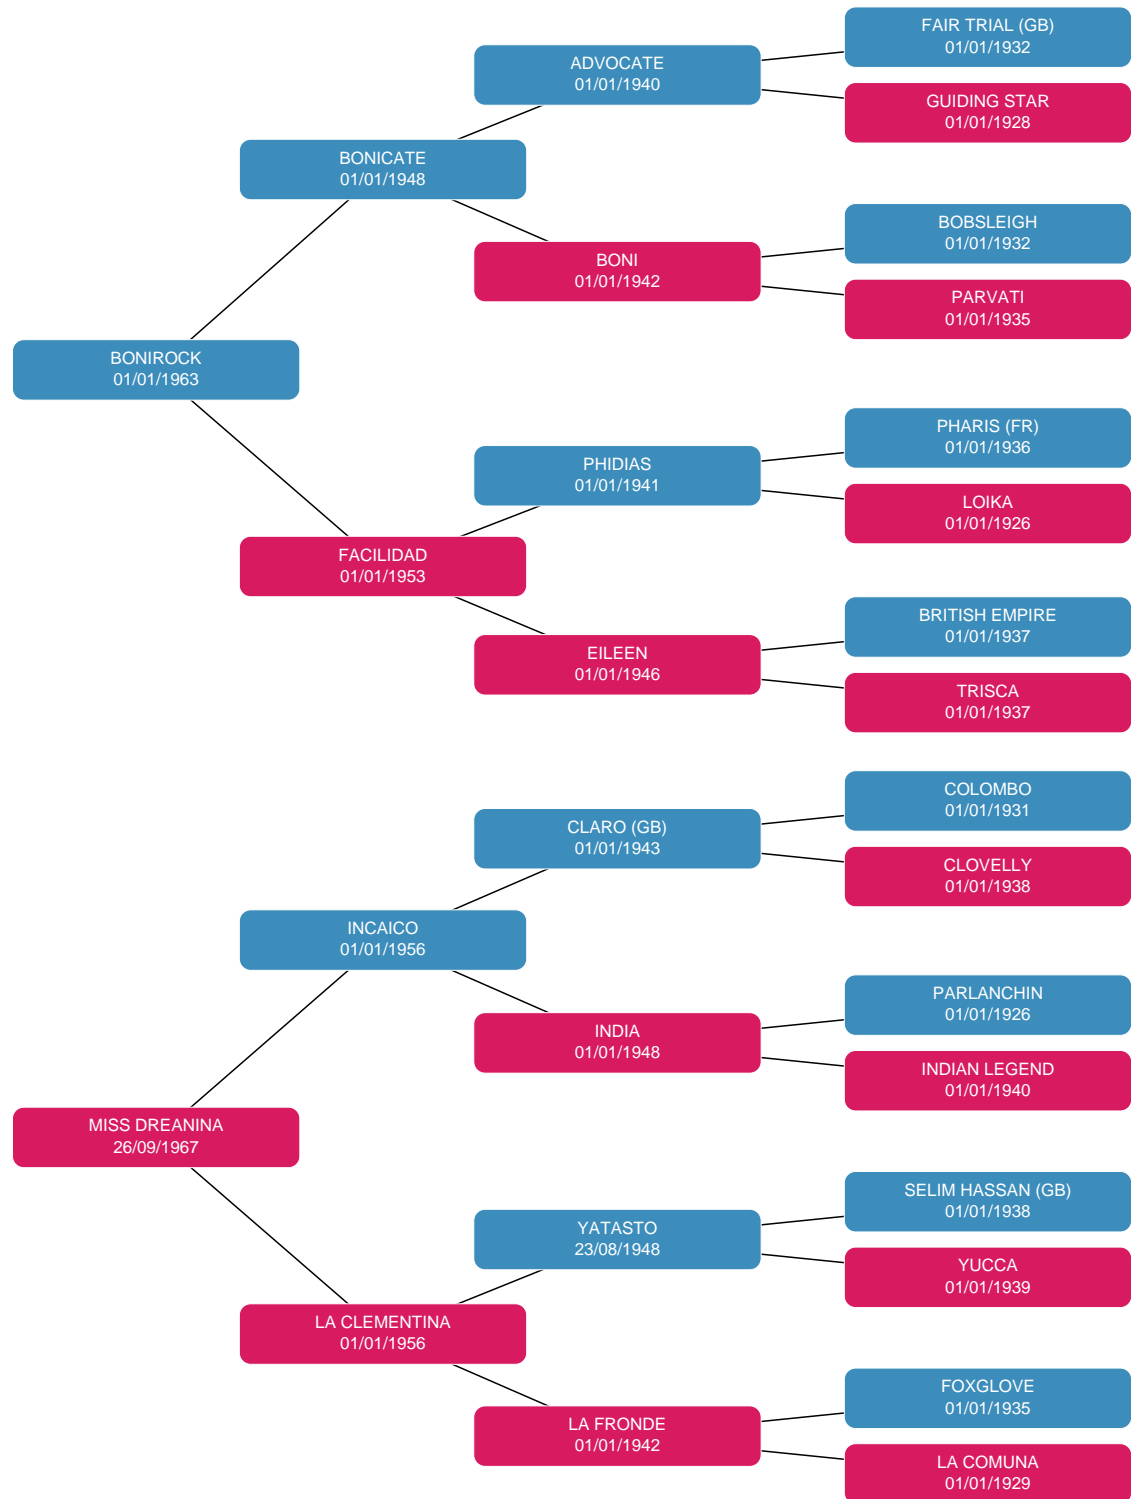 FAIR TRIAL (GB)
01/01/1932
ADVOCATE
01/01/1940
GUIDING STAR
01/01/1928
BONICATE
01/01/1948
BOBSLEIGH
01/01/1932
BONI
01/01/1942
PARVATI
01/01/1935
BONIROCK
01/01/1963
PHARIS (FR)
01/01/1936
PHIDIAS
01/01/1941
LOIKA
01/01/1926
FACILIDAD
01/01/1953
BRITISH EMPIRE
01/01/1937
EILEEN
01/01/1946
TRISCA
01/01/1937
COLOMBO
01/01/1931
CLARO (GB)
01/01/1943
CLOVELLY
01/01/1938
INCAICO
01/01/1956
PARLANCHIN
01/01/1926
INDIA
01/01/1948
INDIAN LEGEND
01/01/1940
MISS DREANINA
26/09/1967
SELIM HASSAN (GB)
01/01/1938
YATASTO
23/08/1948
YUCCA
01/01/1939
LA CLEMENTINA
01/01/1956
FOXGLOVE
01/01/1935
LA FRONDE
01/01/1942
LA COMUNA
01/01/1929